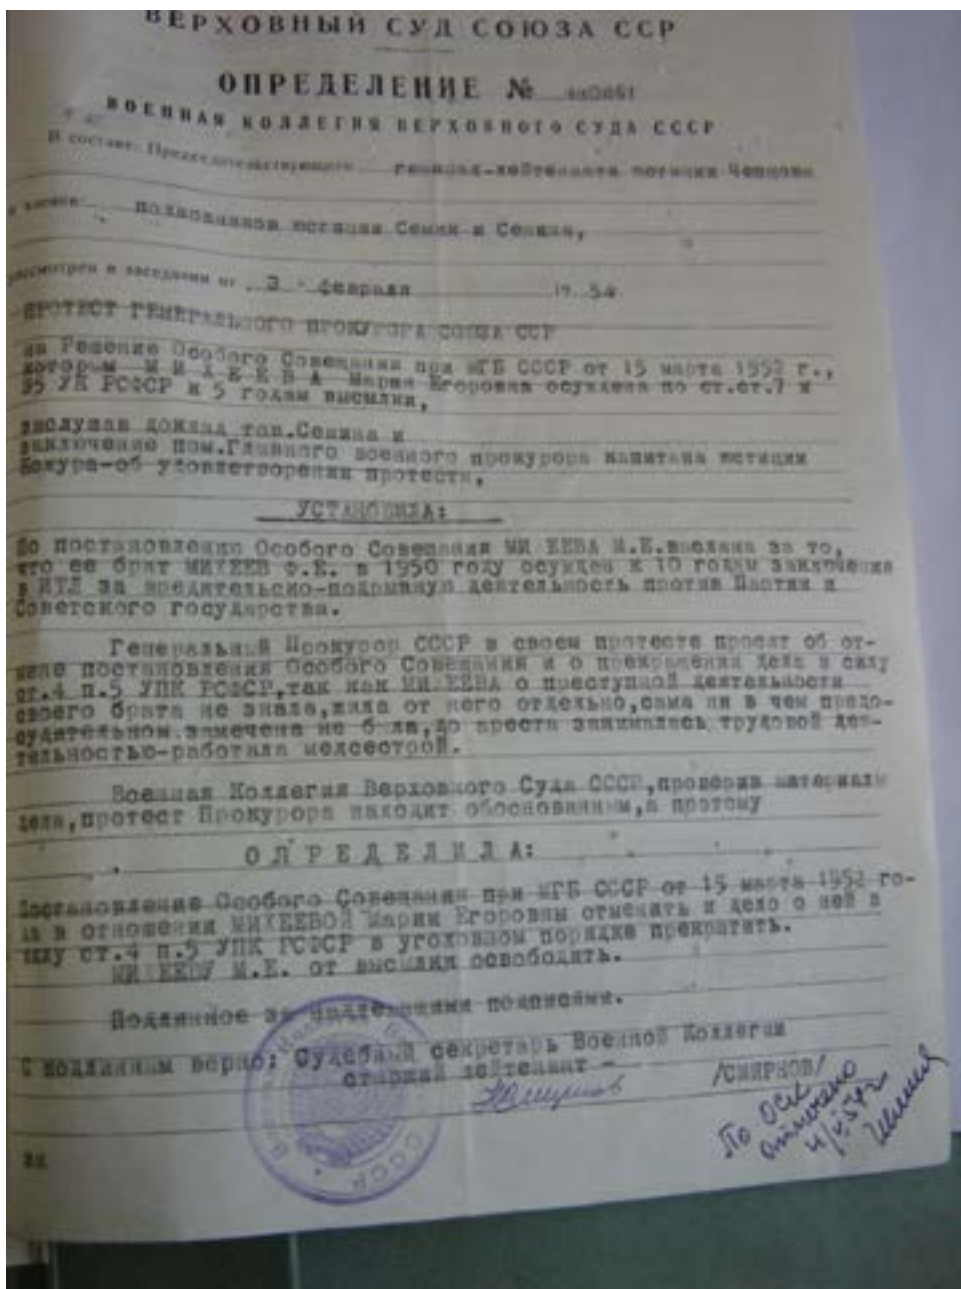 ВЕРХОВНЫЙ СУД СОЮЗА ССР
ОПРЕДЕЛЕНИЕ №
ВОЕННАЯ КОЛЛЕГИЯ ВЕРХОВНОГО СУДА СССР
В составе: Председательствующего генерал-лейтенанта юстиции
полковников юстиции Семик и Сенина,
рассмотрев в заседании от 3 февраля 19 54
ПРОТЕСТ ГЕНЕРАЛЬНОГО ПРОКУРОРА СОЮЗА ССР
на Решение Особого Совещания при МГБ СССР от 15 марта 1952 г.,
которым МИХЕЕВА Мария Егоровна осуждена по ст.ст.7 и
35 УК РСФСР к 5 годам высылки,
заслушав доклад тов.Сенина и
заключение пом.Главного военного прокурора капитана юстиции
Кожура-об удовлетворении протеста,
УСТАНОВИЛА:
По постановлению Особого Совещания МИХЕЕВА М.Е.выслана за то,
что ее брат МИХЕЕВ Ф.Е. в 1950 году осужден к 10 годам заключения
в ИТЛ за вредительско-подрывную деятельность против Партии и
Советского государства.
Генеральный Прокурор СССР в своем протесте просит об от-
мене постановления Особого Совещания и о прекращении дела в силу
ст.4 п.5 УПК РСФСР,так как МИХЕЕВА о преступной деятельности
своего брата не знала,жила от него отдельно,сама ни в чем предо-
судительном замечена не была,до ареста занималась трудовой дея-
тельностью-работала медсестрой.
Военная Коллегия Верховного Суда СССР,проверив материалы
дела,протест Прокурора находит обоснованным,а поэтому
ОПРЕДЕЛИЛА:
Постановление Особого Совещания при МГБ СССР от 15 марта 1952 го-
да в отношении МИХЕЕВОЙ Марии Егоровны отменить и дело о ней в
силу ст.4 п.5 УПК РСФСР в уголовном порядке прекратить.
МИХЕЕВУ М.Е. от высылки освободить.
Подлинное за надлежащими подписями.
С подлинным верно: Судебный секретарь Военной Коллегии
старший лейтенант - /СМИРНОВ/
По ОСК
отмечено
СССР